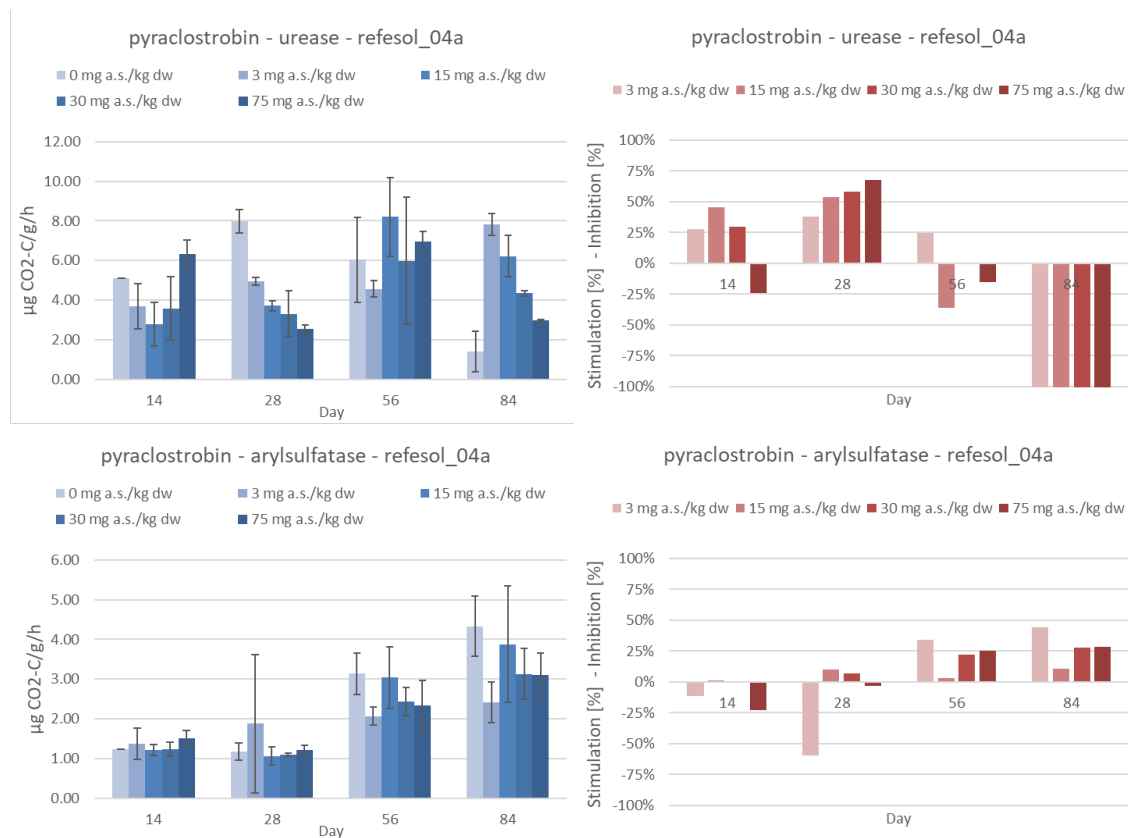 pyraclostrobin - urease - refesol_04a
0 mg a.s./kg dw 3 mg a.s./kg dw 15 mg a.s./kg dw
30 mg a.s./kg dw 75 mg a.s./kg dw
µg CO2-C/g/h
12.00
10.00
8.00
6.00
4.00
2.00
0.00
14 28 56 84
Day
pyraclostrobin - urease - refesol_04a
3 mg a.s./kg dw 15 mg a.s./kg dw 30 mg a.s./kg dw 75 mg a.s./kg dw
Stimulation [%] - Inhibition [%]
100%
75%
50%
25%
0%
-25%
-50%
-75%
-100%
14 28 56 84
Day
pyraclostrobin - arylsulfatase - refesol_04a
0 mg a.s./kg dw 3 mg a.s./kg dw 15 mg a.s./kg dw
30 mg a.s./kg dw 75 mg a.s./kg dw
µg CO2-C/g/h
6.00
5.00
4.00
3.00
2.00
1.00
0.00
14 28 56 84
Day
pyraclostrobin - arylsulfatase - refesol_04a
3 mg a.s./kg dw 15 mg a.s./kg dw 30 mg a.s./kg dw 75 mg a.s./kg dw
Stimulation [%] - Inhibition [%]
100%
75%
50%
25%
0%
-25%
-50%
-75%
-100%
14 28 56 84
Day